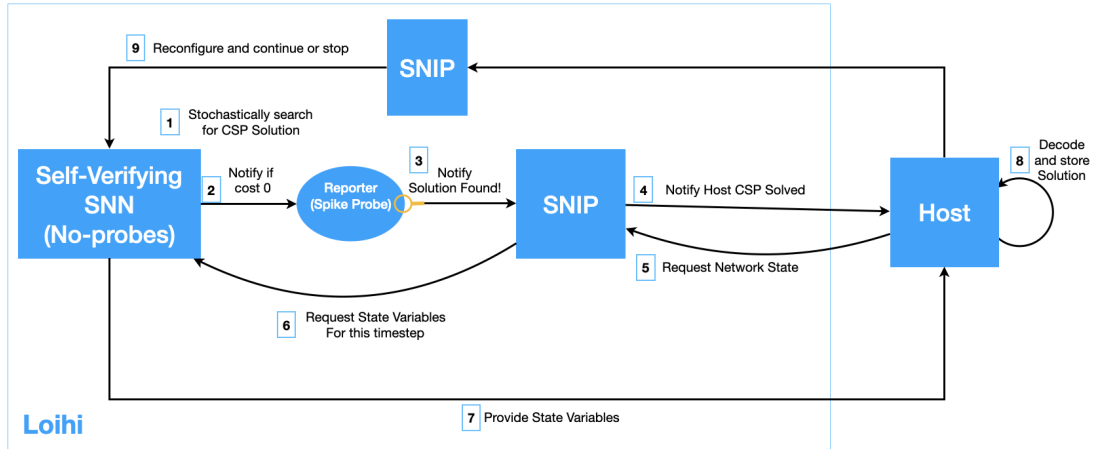 9 Reconfigure and continue or stop
SNIP
1 Stochastically search
for CSP Solution
Self-Verifying
SNN
(No-probes)
2 Notify if
cost 0
Reporter
(Spike Probe)
3 Notify
Solution Found!
SNIP
4 Notify Host CSP Solved
Host
8 Decode
and store
Solution
5 Request Network State
6 Request State Variables
For this timestep
7 Provide State Variables
Loihi